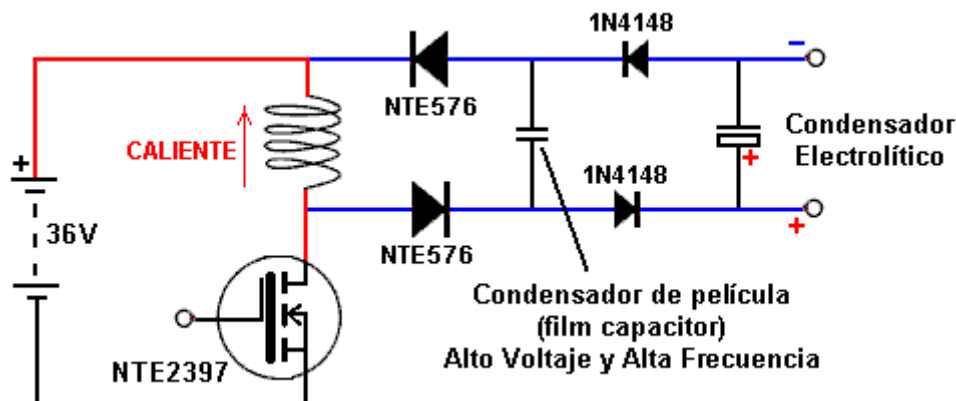 1N4148
−
NTE576
CALIENTE
Condensador
Electrolítico
+
+
1N4148
36V
NTE576
+
Condensador de película
(film capacitor)
Alto Voltaje y Alta Frecuencia
NTE2397